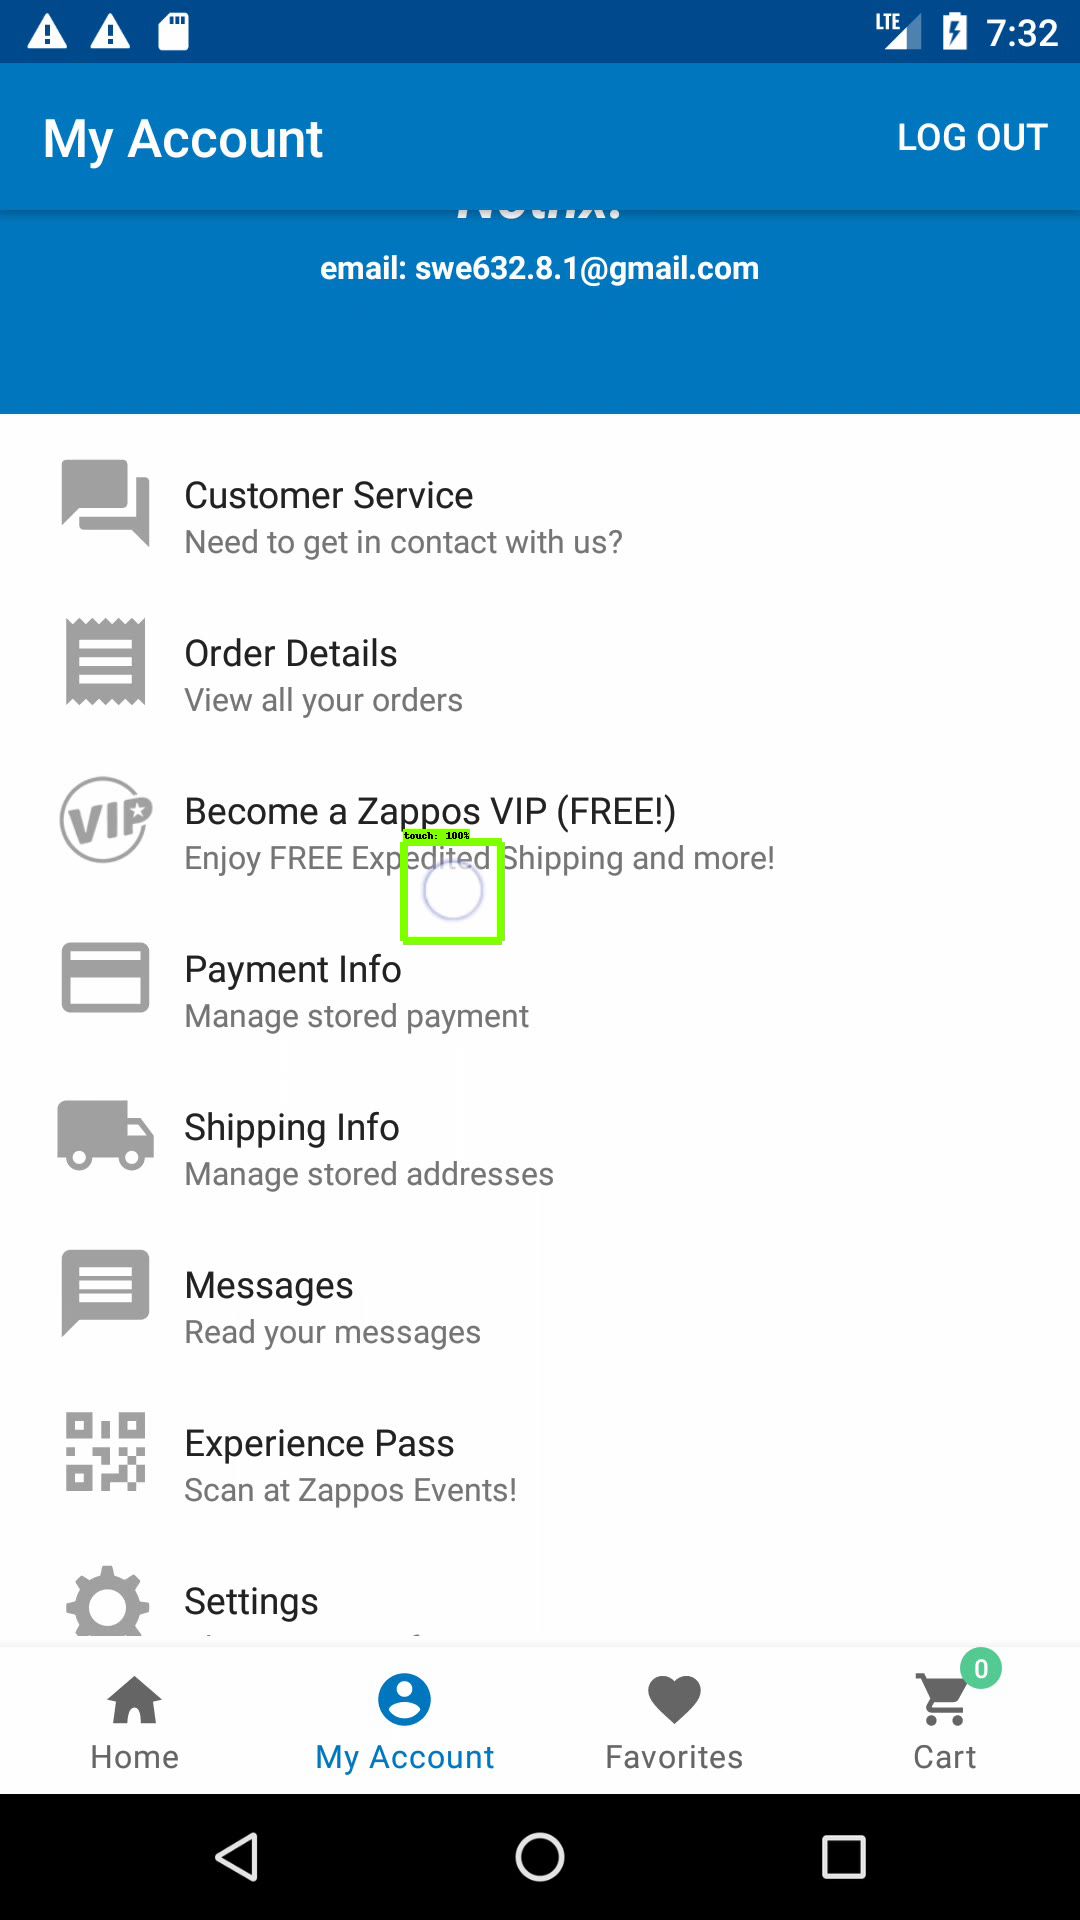 LTE 7:32
My Account LOG OUT
email: swe632.8.1@gmail.com
Customer Service
Need to get in contact with us?
Order Details
View all your orders
VIP
Become a Zappos VIP (FREE!)
touch: 100%
Enjoy FREE Expedited Shipping and more!
Payment Info
Manage stored payment
Shipping Info
Manage stored addresses
Messages
Read your messages
Experience Pass
Scan at Zappos Events!
Settings
0
Home My Account Favorites Cart